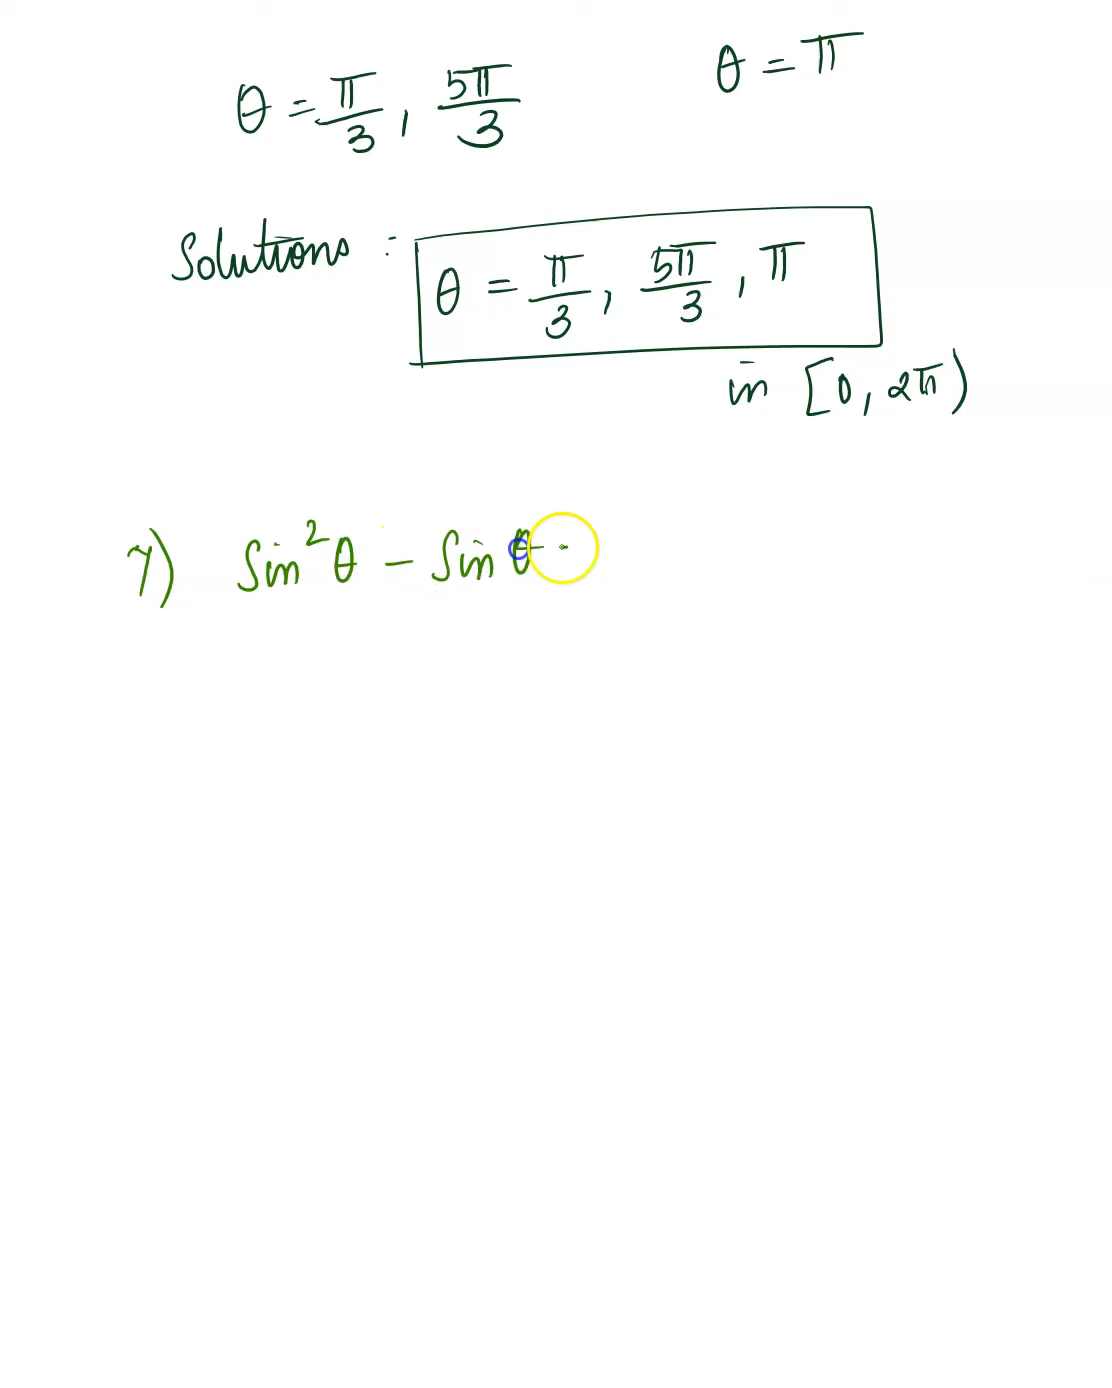 θ = π/3 , 5π/3    θ = π
Solutions : θ = π/3 , 5π/3 , π
in [0, 2π)
7) Sin²θ − Sin θ